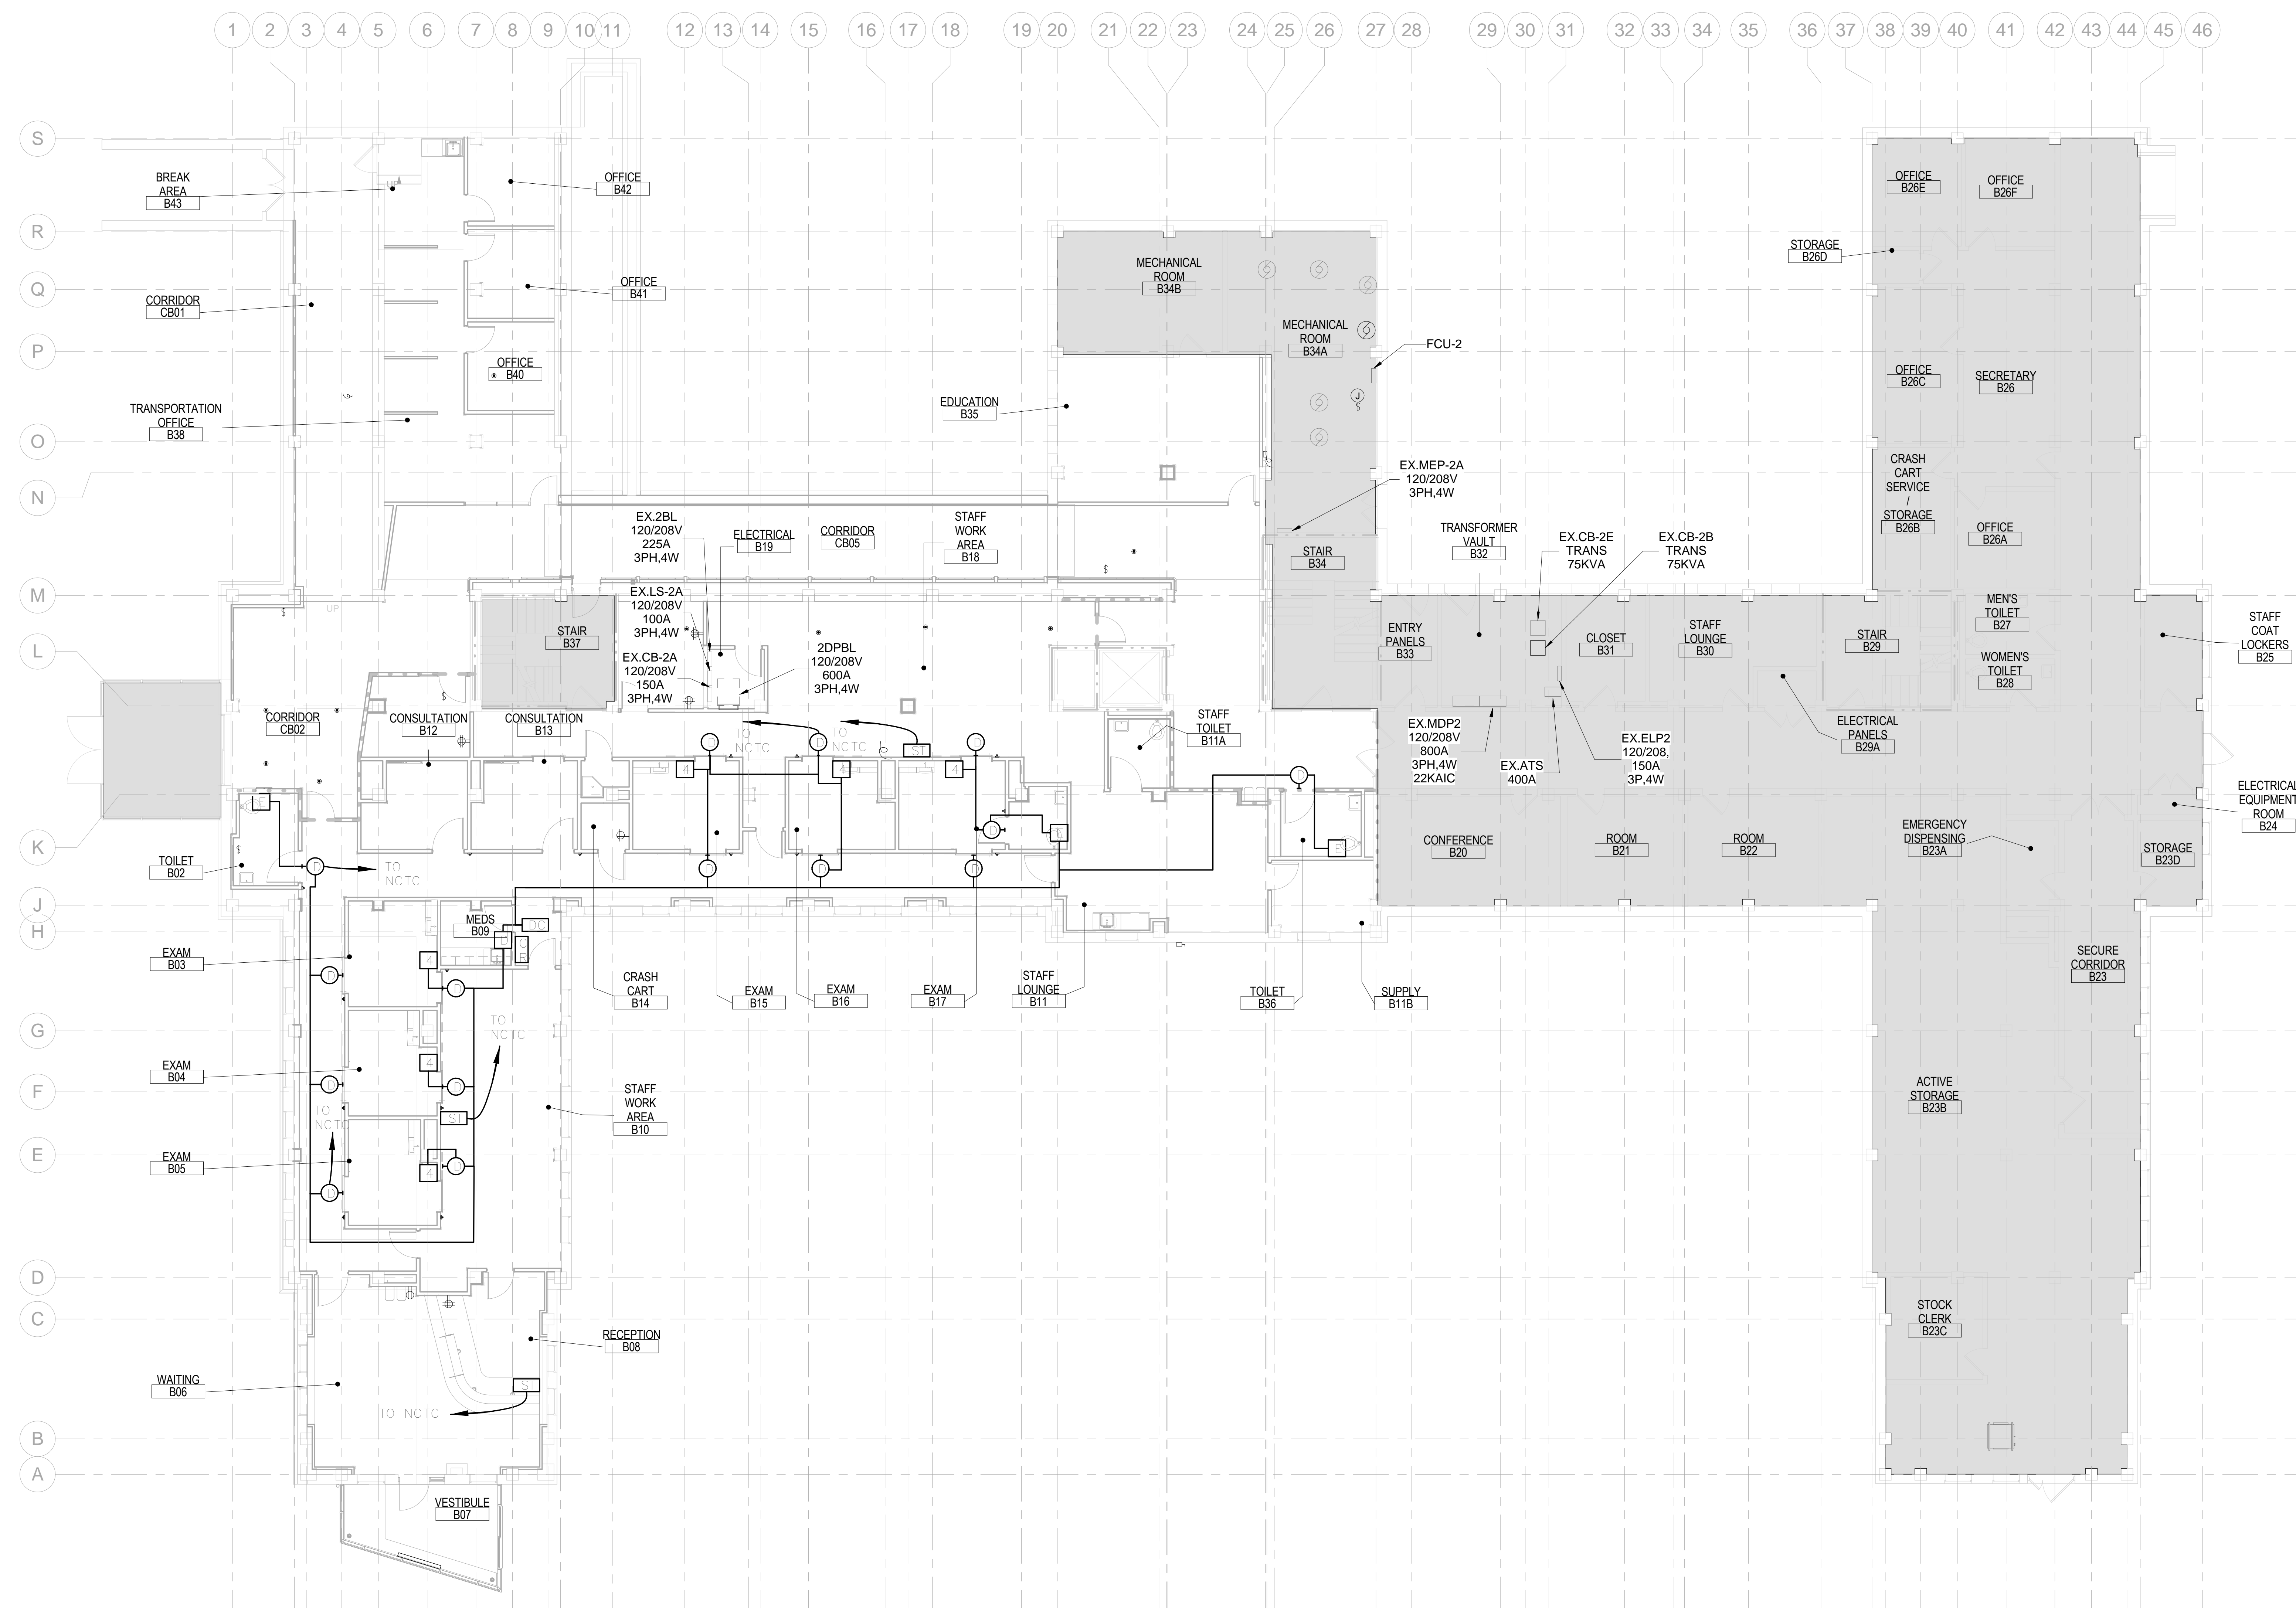 1
2
3
4
5
6
7
8
9
10
11
12
13
14
15
16
17
18
19
20
21
22
23
24
25
26
27
28
29
30
31
32
33
34
35
36
37
38
39
40
41
42
43
44
45
46
S
R
Q
P
O
N
M
L
K
J
H
G
F
E
D
C
B
A
BREAK
AREA
B43
UP
OFFICE
B42
OFFICE
B41
CORRIDOR
CB01
OFFICE
B40
TRANSPORTATION
OFFICE
B38
MECHANICAL
ROOM
B34B
MECHANICAL
ROOM
B34A
FCU-2
J
$
EDUCATION
B35
EX.MEP-2A
120/208V
3PH,4W
STAIR
B34
EX.2BL
120/208V
225A
3PH,4W
ELECTRICAL
B19
CORRIDOR
CB05
STAFF
WORK
AREA
B18
$
EX.LS-2A
120/208V
100A
3PH,4W
EX.CB-2A
120/208V
150A
3PH,4W
2DPBL
120/208V
600A
3PH,4W
STAIR
B37
UP
$
$
CORRIDOR
CB02
CONSULTATION
B12
CONSULTATION
B13
TO
NCTC
TO
NCTC
STAFF
TOILET
B11A
D
D
ST
D
4
4
4
D
E
D
D
D
D
E
E
$
TOILET
B02
D
TO
NCTC
OFFICE
B26E
OFFICE
B26F
STORAGE
B26D
OFFICE
B26C
SECRETARY
B26
CRASH
CART
SERVICE
/
STORAGE
B26B
OFFICE
B26A
TRANSFORMER
VAULT
B32
EX.CB-2E
TRANS
75KVA
EX.CB-2B
TRANS
75KVA
ENTRY
PANELS
B33
CLOSET
B31
STAFF
LOUNGE
B30
STAIR
B29
MEN'S
TOILET
B27
WOMEN'S
TOILET
B28
STAFF
COAT
LOCKERS
B25
EX.MDP2
120/208V
800A
3PH,4W
22KAIC
EX.ATS
400A
EX.ELP2
120/208,
150A
3P,4W
ELECTRICAL
PANELS
B29A
ELECTRICAL
EQUIPMENT
ROOM
B24
CONFERENCE
B20
ROOM
B21
ROOM
B22
EMERGENCY
DISPENSING
B23A
STORAGE
B23D
SECURE
CORRIDOR
B23
ACTIVE
STORAGE
B23B
STOCK
CLERK
B23C
MEDS
B09
DC
EXAM
B03
D
4
D
CRASH
CART
B14
EXAM
B15
EXAM
B16
EXAM
B17
STAFF
LOUNGE
B11
TOILET
B36
SUPPLY
B11B
TO
NCTC
EXAM
B04
4
D
D
ST
TO
NCTC
STAFF
WORK
AREA
B10
EXAM
B05
4
D
D
RECEPTION
B08
WAITING
B06
ST
TO NCTC
VESTIBULE
B07